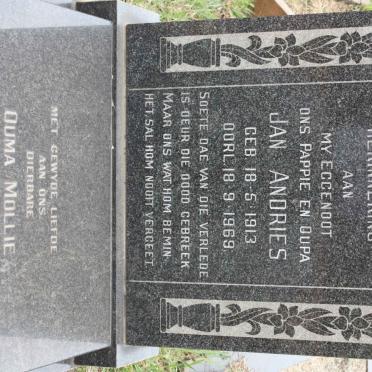 HERINNERING
AAN
MY EGGENOOT
ONS PAPPIE EN OUPA
JAN ANDRIES
GEB. 18-5-1913
OORL. 18-9-1969.
SOETE DAE VAN DIE VERLEDE
IS DEUR DIE DOOD GEBREEK
MAAR ONS WAT HOM BEMIN-
HET, SAL HOM NOOIT VERGEET.
MET GEWYDE LIEFDE
AAN ONS
DIERBARE
OUMA MOLLIE